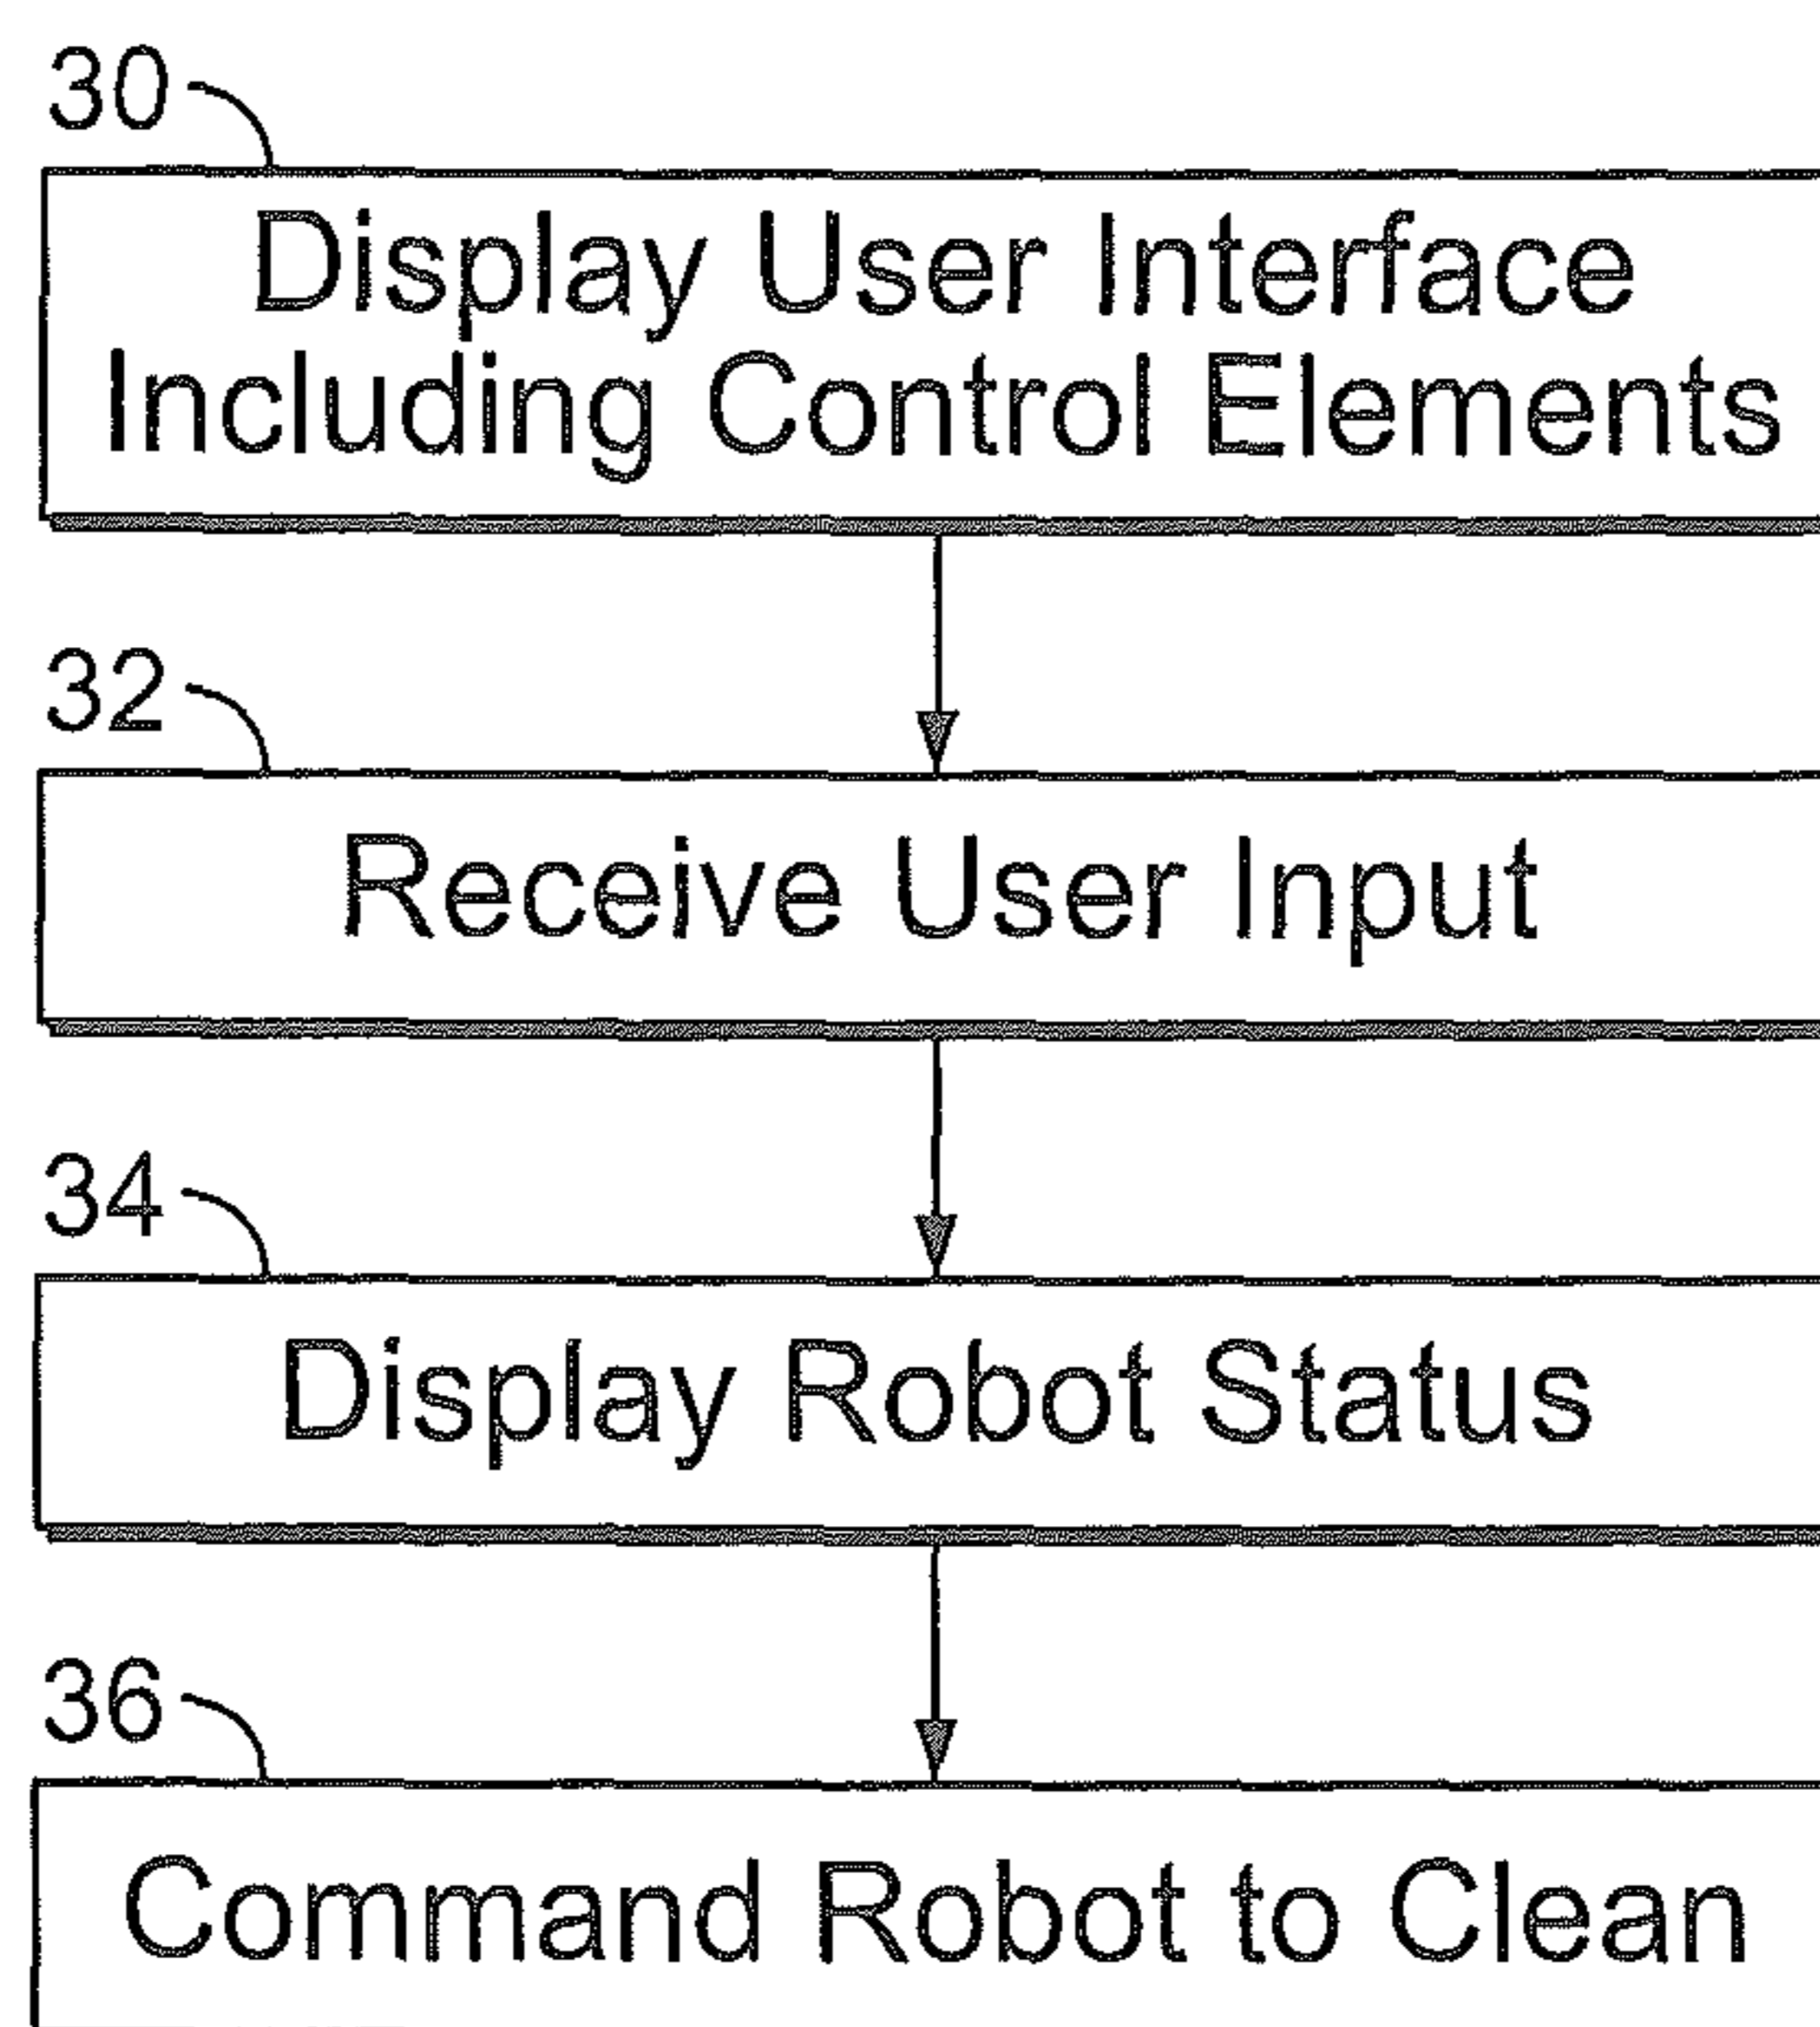 30
Display User Interface
Including Control Elements
32
Receive User Input
34
Display Robot Status
36
Command Robot to Clean